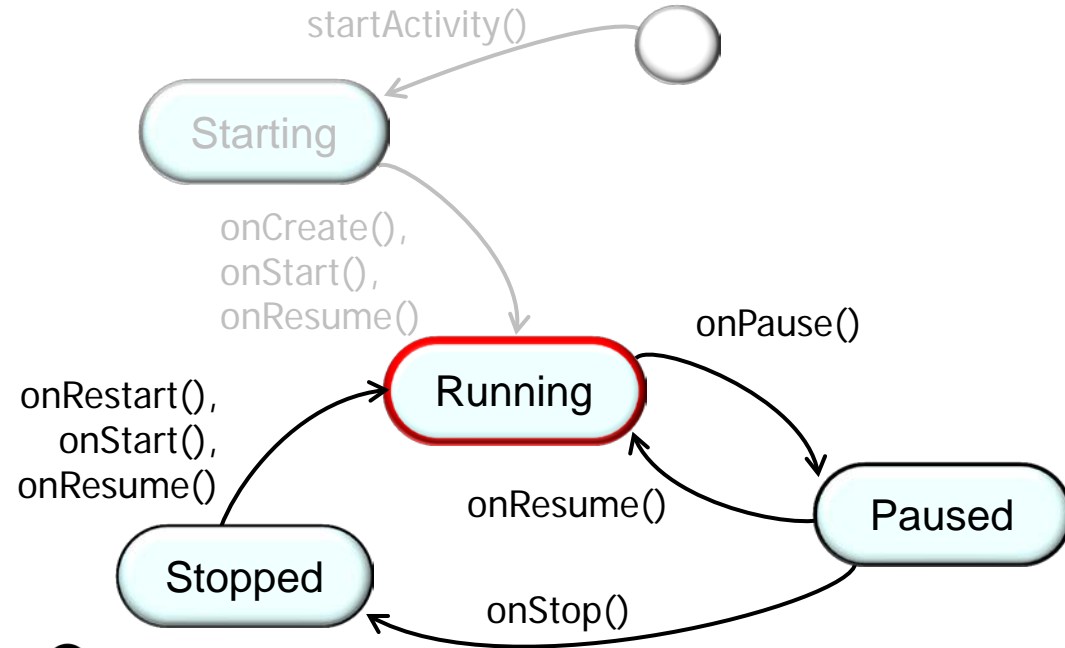 startActivity()
Starting
onCreate(),
onStart(),
onResume()
onPause()
Running
onRestart(),
onStart(),
onResume()
onResume()
Paused
Stopped
onStop()